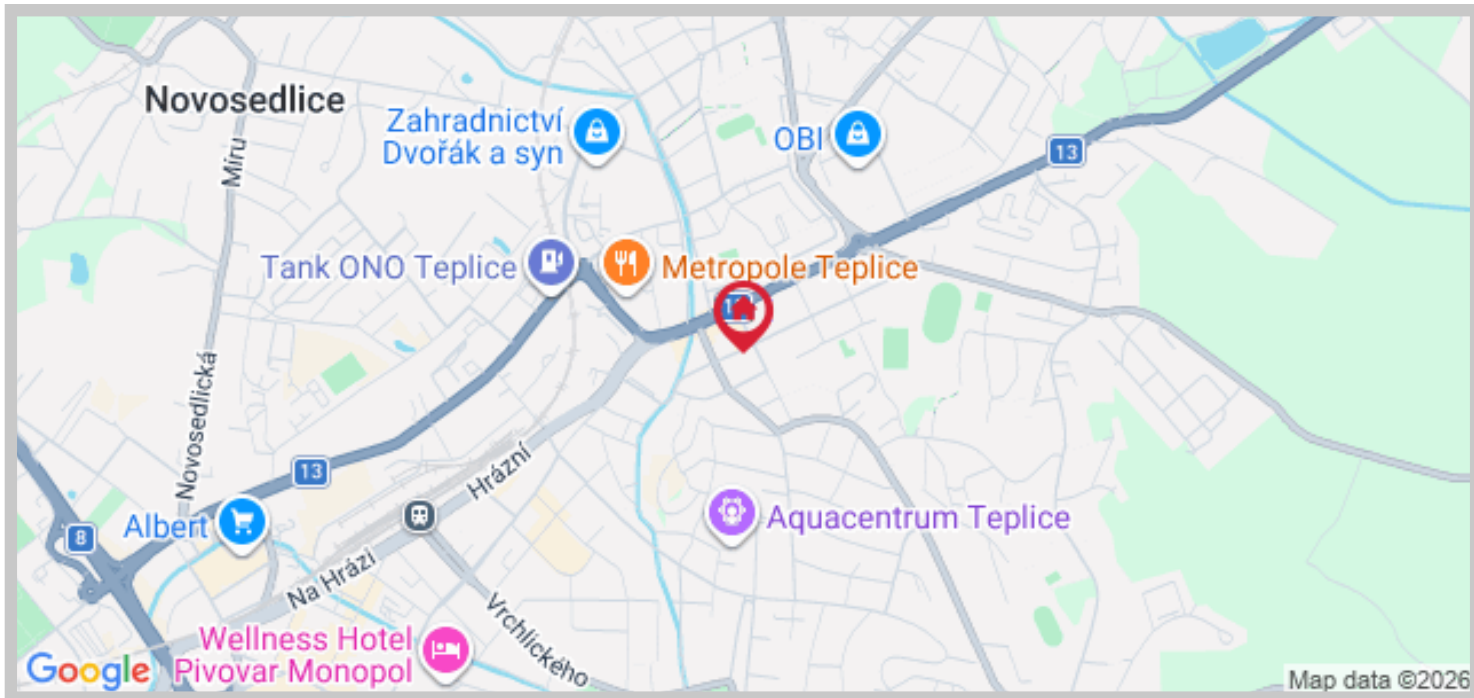 Novosedlice
Míru
Zahradnictví
Dvořák a syn
OBI
13
Tank ONO Teplice
Metropole Teplice
Novosedlická
13
Hrázní
8
Albert
Aquacentrum Teplice
Na Hrázi
Vrchlického
Wellness Hotel
Pivovar Monopol
Google
Map data ©2026